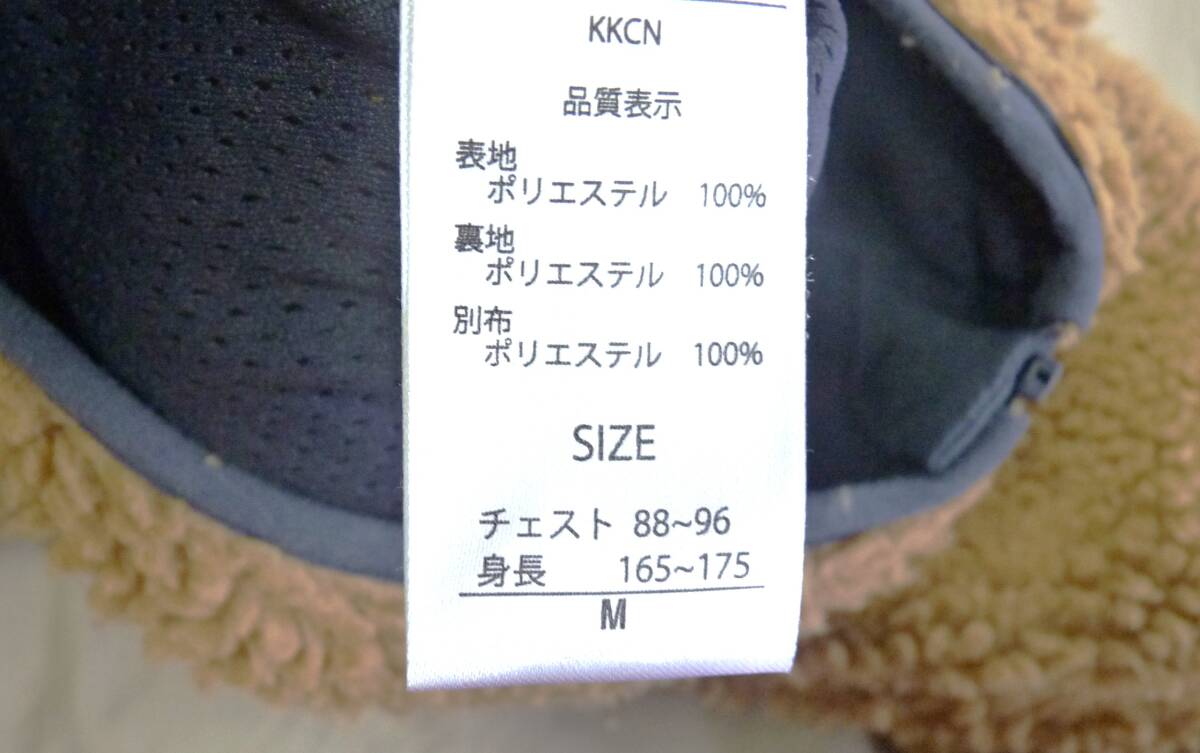 KKCN
品質表示
表地
ポリエステル 100%
裏地
ポリエステル 100%
別布
ポリエステル 100%
SIZE
チェスト 88~96
身長 165~175
M